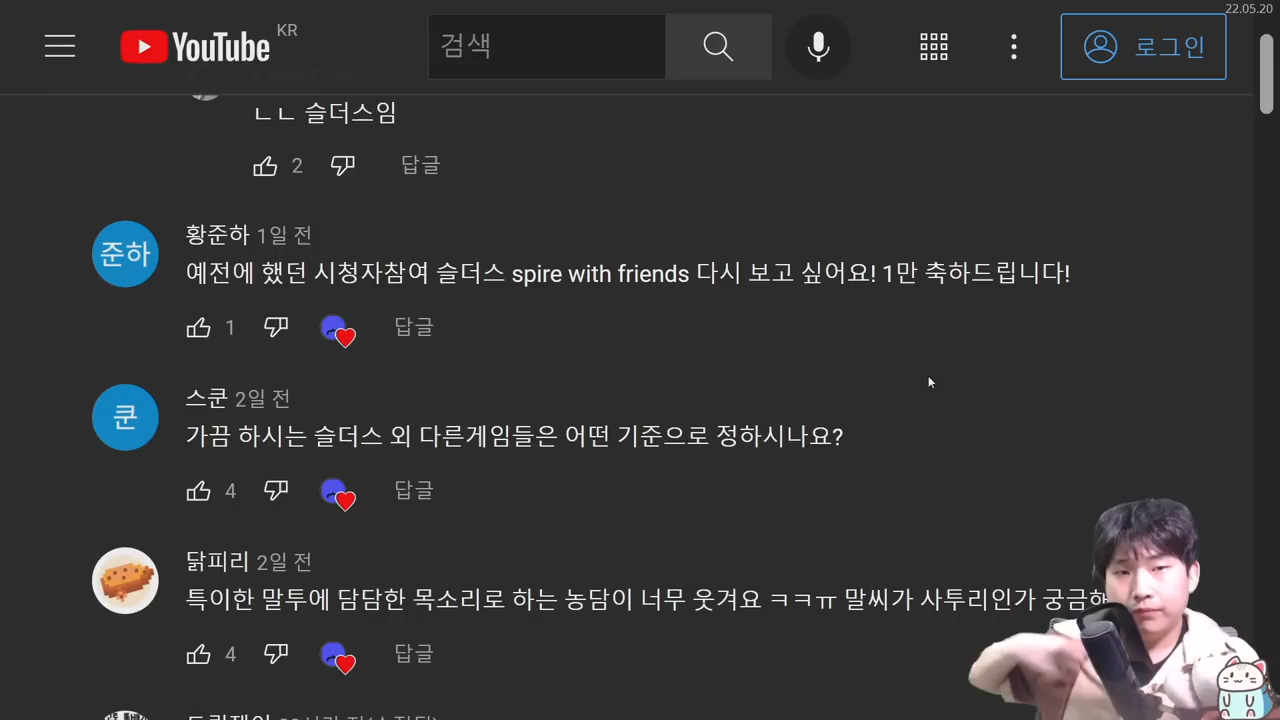 22.05.20
YouTube KR
검색
로그인
ㄴㄴ 슬더스임
2
답글
준하
황준하 1일 전
예전에 했던 시청자참여 슬더스 spire with friends 다시 보고 싶어요! 1만 축하드립니다!
1
답글
쿤
스쿤 2일 전
가끔 하시는 슬더스 외 다른게임들은 어떤 기준으로 정하시나요?
4
답글
닭피리 2일 전
특이한 말투에 담담한 목소리로 하는 농담이 너무 웃겨요 ㅋㅋㅠ 말씨가 사투리인가 궁금해
4
답글